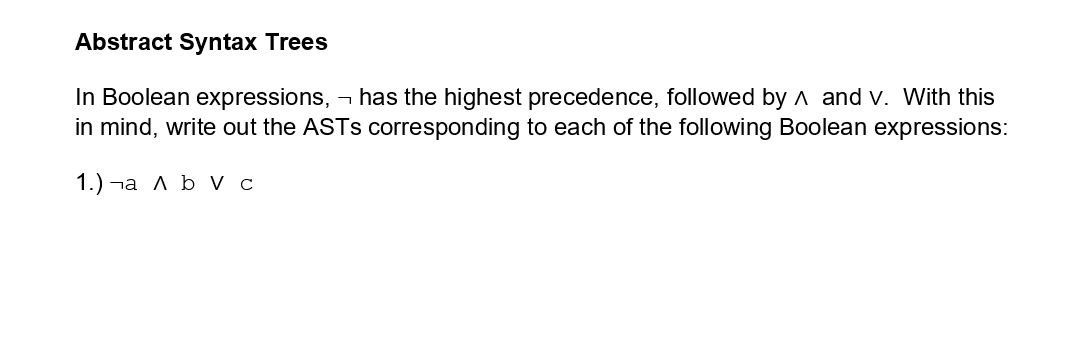 Abstract Syntax Trees
In Boolean expressions, ¬ has the highest precedence, followed by ∧ and ∨. With this
in mind, write out the ASTs corresponding to each of the following Boolean expressions:
1.) ¬a ∧ b ∨ c